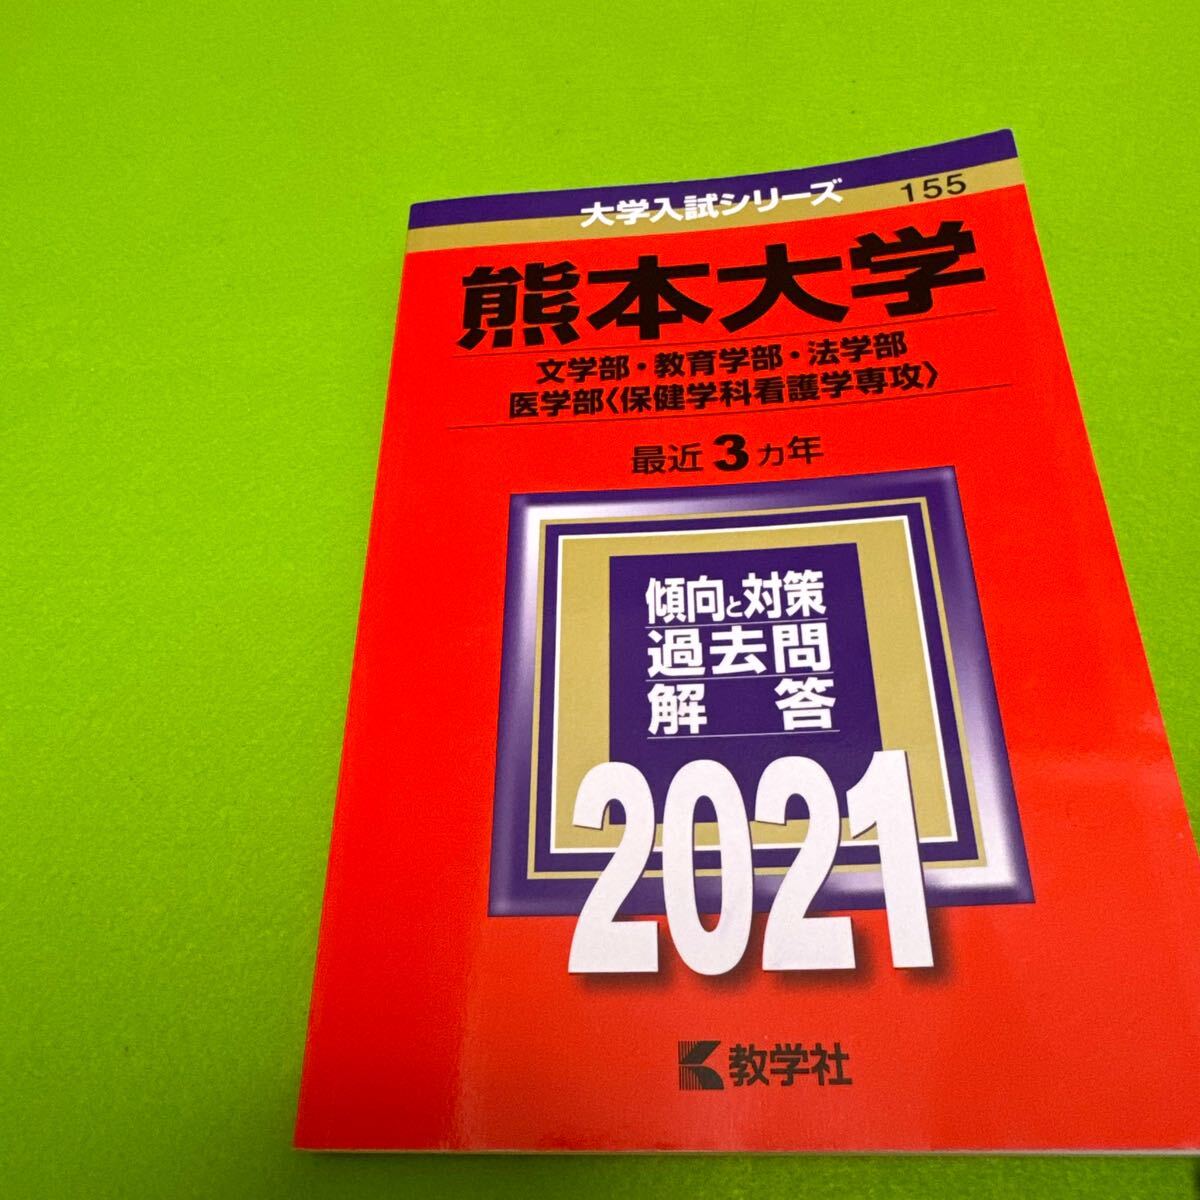 大学入試シリーズ 155
熊本大学
文学部・教育学部・法学部
医学部〈保健学科看護学専攻〉
最近3カ年
傾向と対策
過去問
解答
2021
教学社